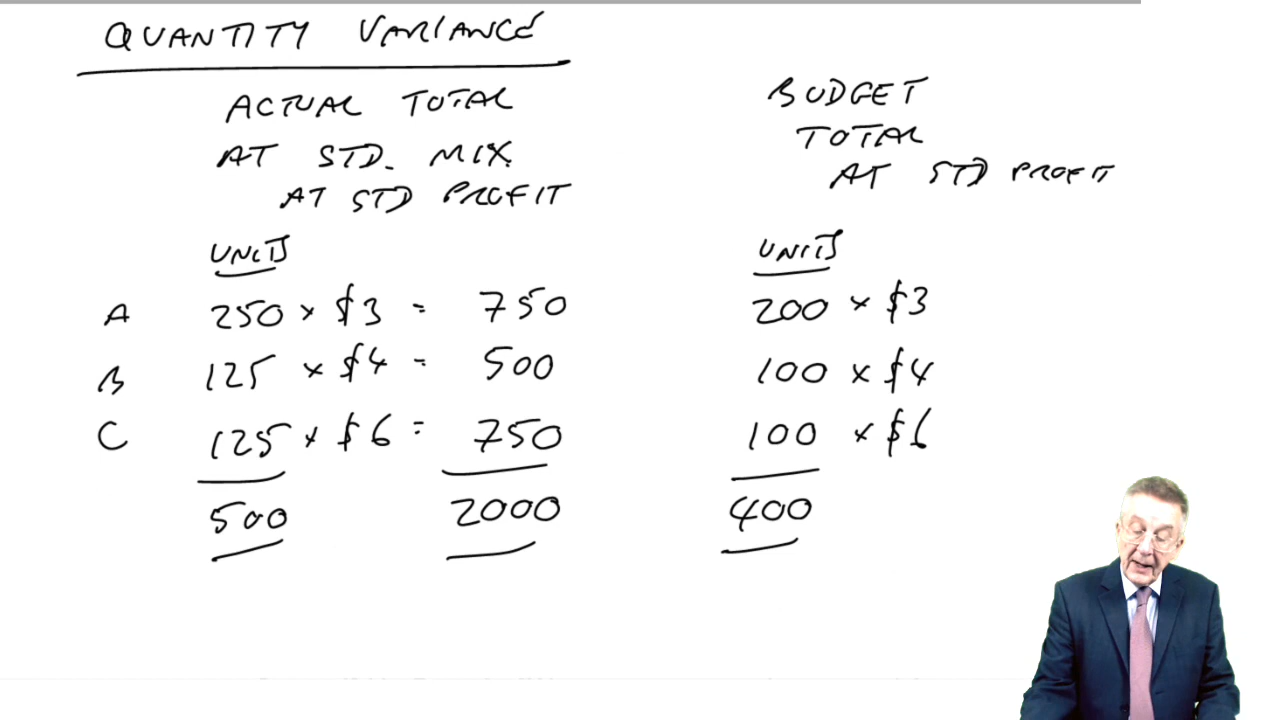 QUANTITY VARIANCE
ACTUAL TOTAL
AT STD. MIX.
AT STD PROFIT
UNITS
A 250 × $3 = 750
B 125 × $4 = 500
C 125 × $6 = 750
500 2000
BUDGET
TOTAL
AT STD PROFIT
UNITS
200 × $3
100 × $4
100 × $6
400